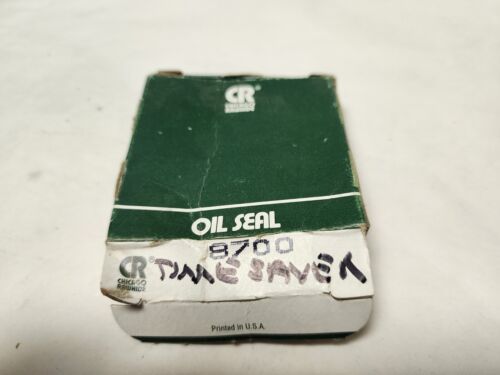 CR®
CHICAGO
RAWHIDE
OIL SEAL
8700
CR®
CHICAGO
RAWHIDE
TIME SAVER
Printed in U.S.A.